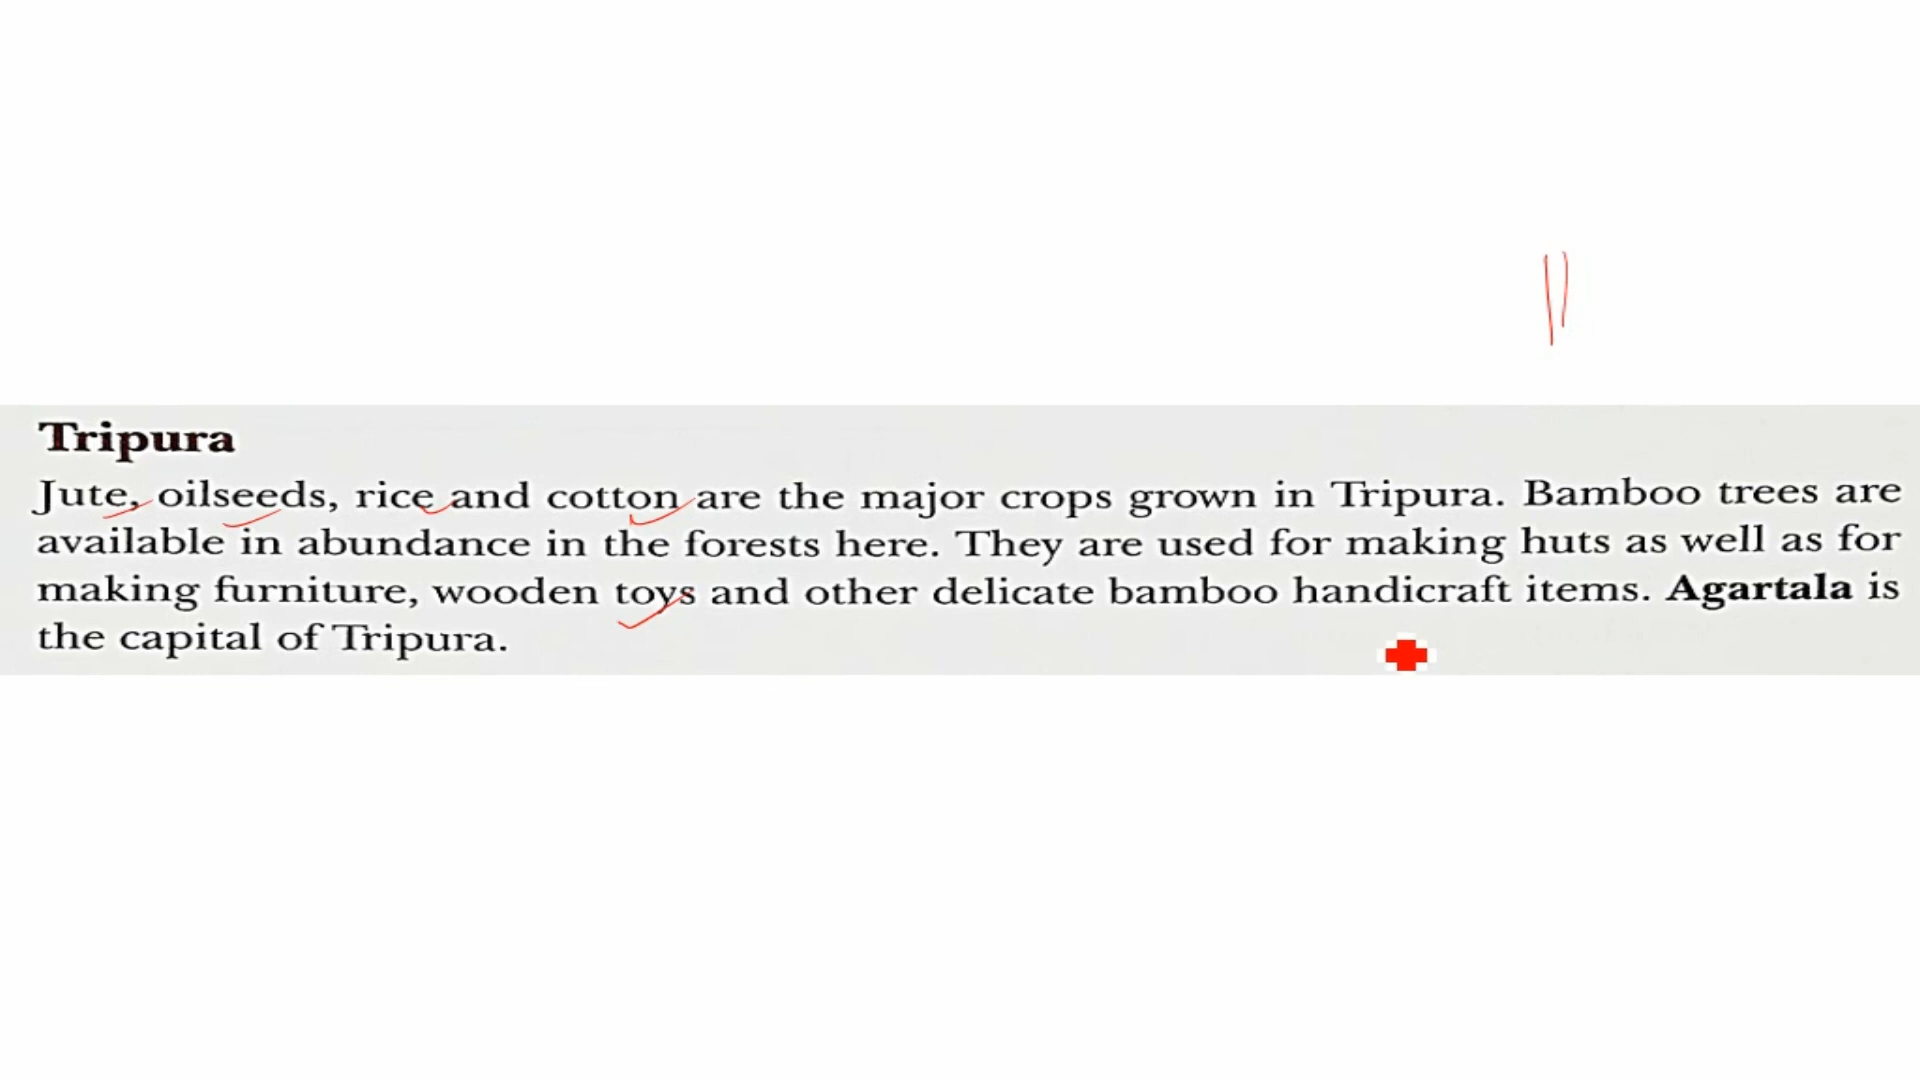 Tripura
Jute, oilseeds, rice and cotton are the major crops grown in Tripura. Bamboo trees are
available in abundance in the forests here. They are used for making huts as well as for
making furniture, wooden toys and other delicate bamboo handicraft items. Agartala is
the capital of Tripura.